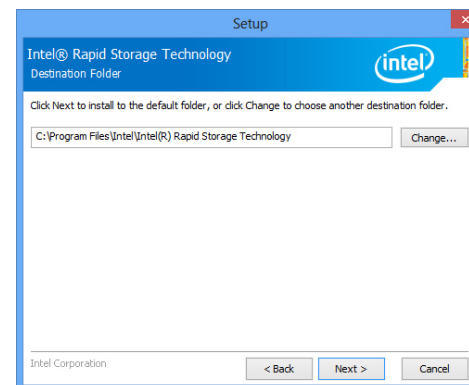 Setup
Intel® Rapid Storage Technology
Destination Folder
intel
Click Next to install to the default folder, or click Change to choose another destination folder.
C:\Program Files\Intel\Intel(R) Rapid Storage Technology
Change...
Intel Corporation
< Back
Next >
Cancel